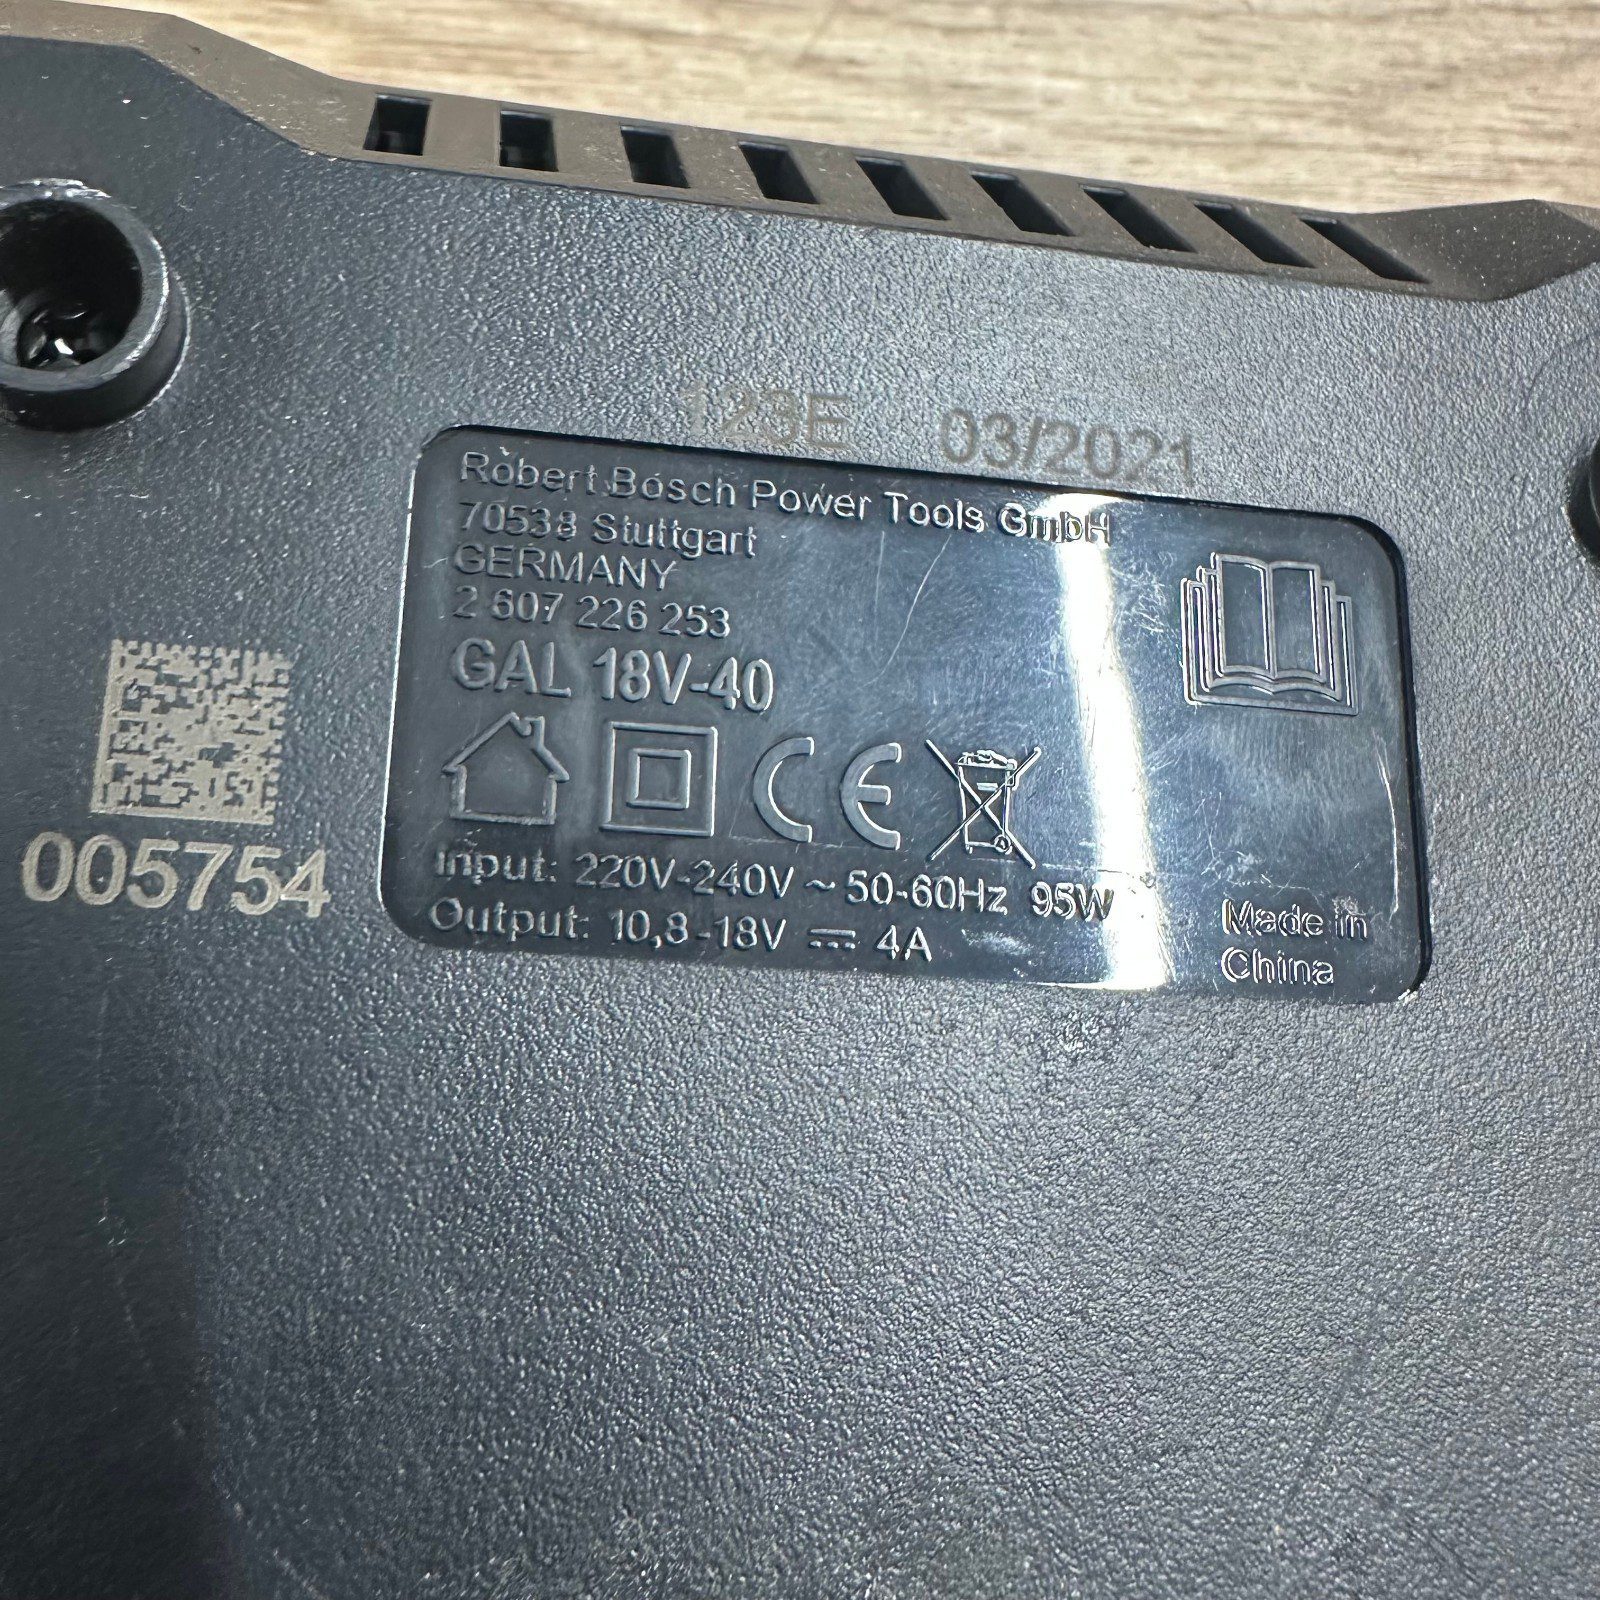 123E 03/2021
Robert Bosch Power Tools GmbH
70538 Stuttgart
GERMANY
2 607 226 253
GAL 18V-40
CE
Input: 220V-240V ~ 50-60Hz 95W
Output: 10,8-18V ⎓ 4A
Made in
China
005754